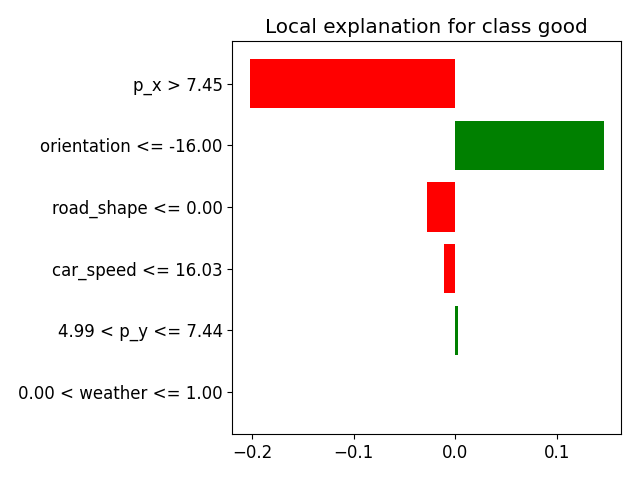 Local explanation for class good
p_x > 7.45
orientation <= -16.00
road_shape <= 0.00
car_speed <= 16.03
4.99 < p_y <= 7.44
0.00 < weather <= 1.00
−0.2 −0.1 0.0 0.1